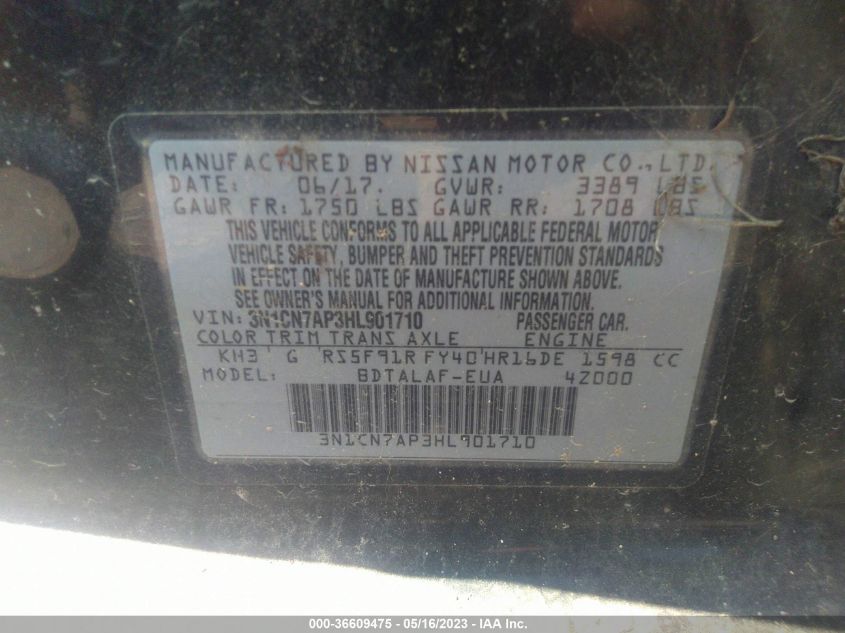 MANUFACTURED BY NISSAN MOTOR CO., LTD.
DATE: 06/17. GVWR: 3389 LBS
GAWR FR: 1750 LBS GAWR RR: 1708 LBS
THIS VEHICLE CONFORMS TO ALL APPLICABLE FEDERAL MOTOR
VEHICLE SAFETY, BUMPER AND THEFT PREVENTION STANDARDS
IN EFFECT ON THE DATE OF MANUFACTURE SHOWN ABOVE.
SEE OWNER'S MANUAL FOR ADDITIONAL INFORMATION.
VIN: 3N1CN7AP3HL901710 PASSENGER CAR.
COLOR TRIM TRANS AXLE ENGINE
KH3 G RS5F91R FY40 HR16DE 1598 CC
MODEL: BDTALAF-EUA 4Z000
3N1CN7AP3HL901710
000-36609475 - 05/16/2023 - IAA Inc.